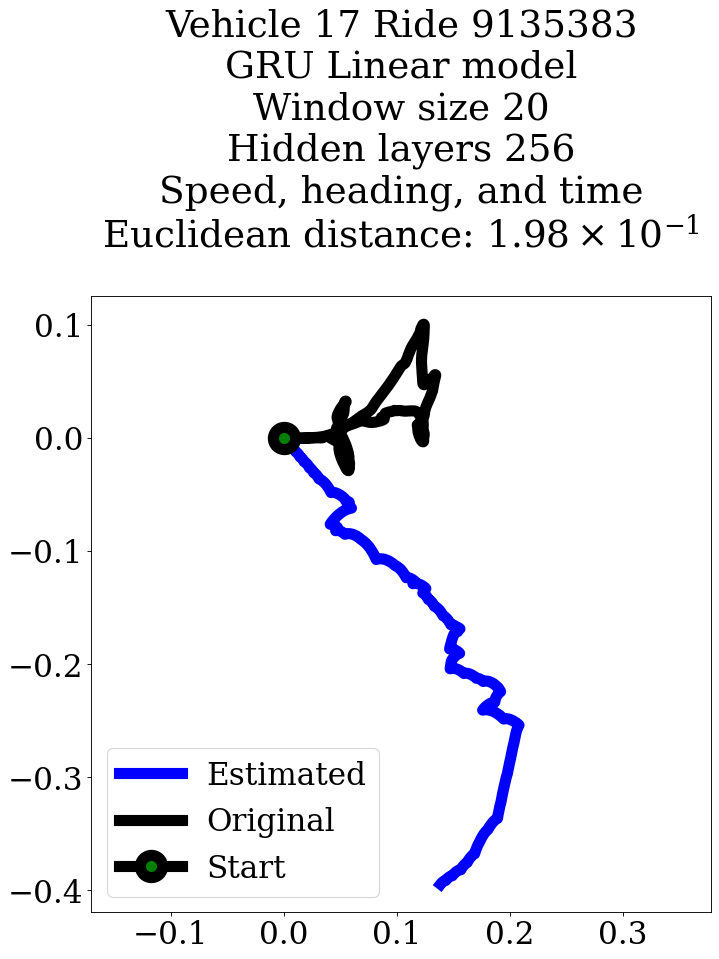 Vehicle 17 Ride 9135383
GRU Linear model
Window size 20
Hidden layers 256
Speed, heading, and time
Euclidean distance: 1.98 × 10⁻¹
0.1
0.0
−0.1
−0.2
−0.3
−0.4
Estimated
Original
Start
−0.1
0.0
0.1
0.2
0.3